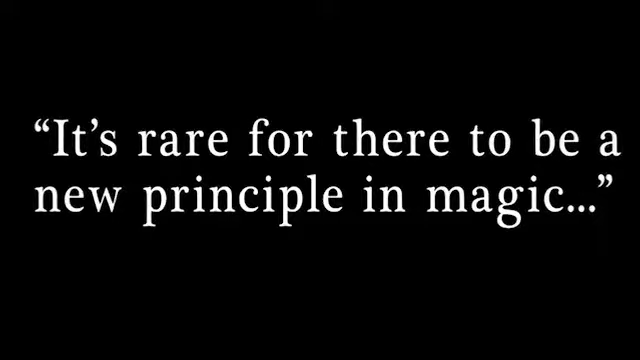 “It’s rare for there to be a
new principle in magic...”